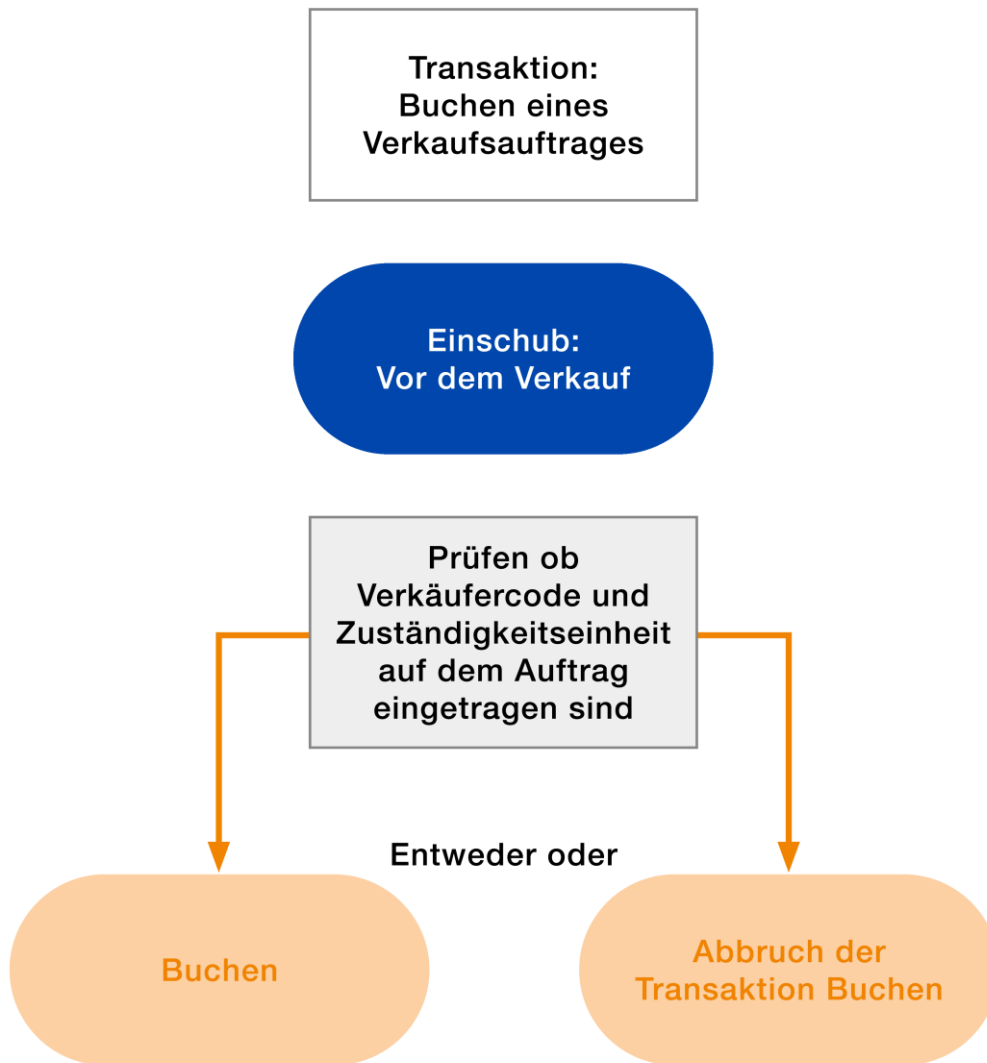 Transaktion:
Buchen eines
Verkaufsauftrages
Einschub:
Vor dem Verkauf
Prüfen ob
Verkäufercode und
Zuständigkeitseinheit
auf dem Auftrag
eingetragen sind
Entweder oder
Buchen
Abbruch der
Transaktion Buchen